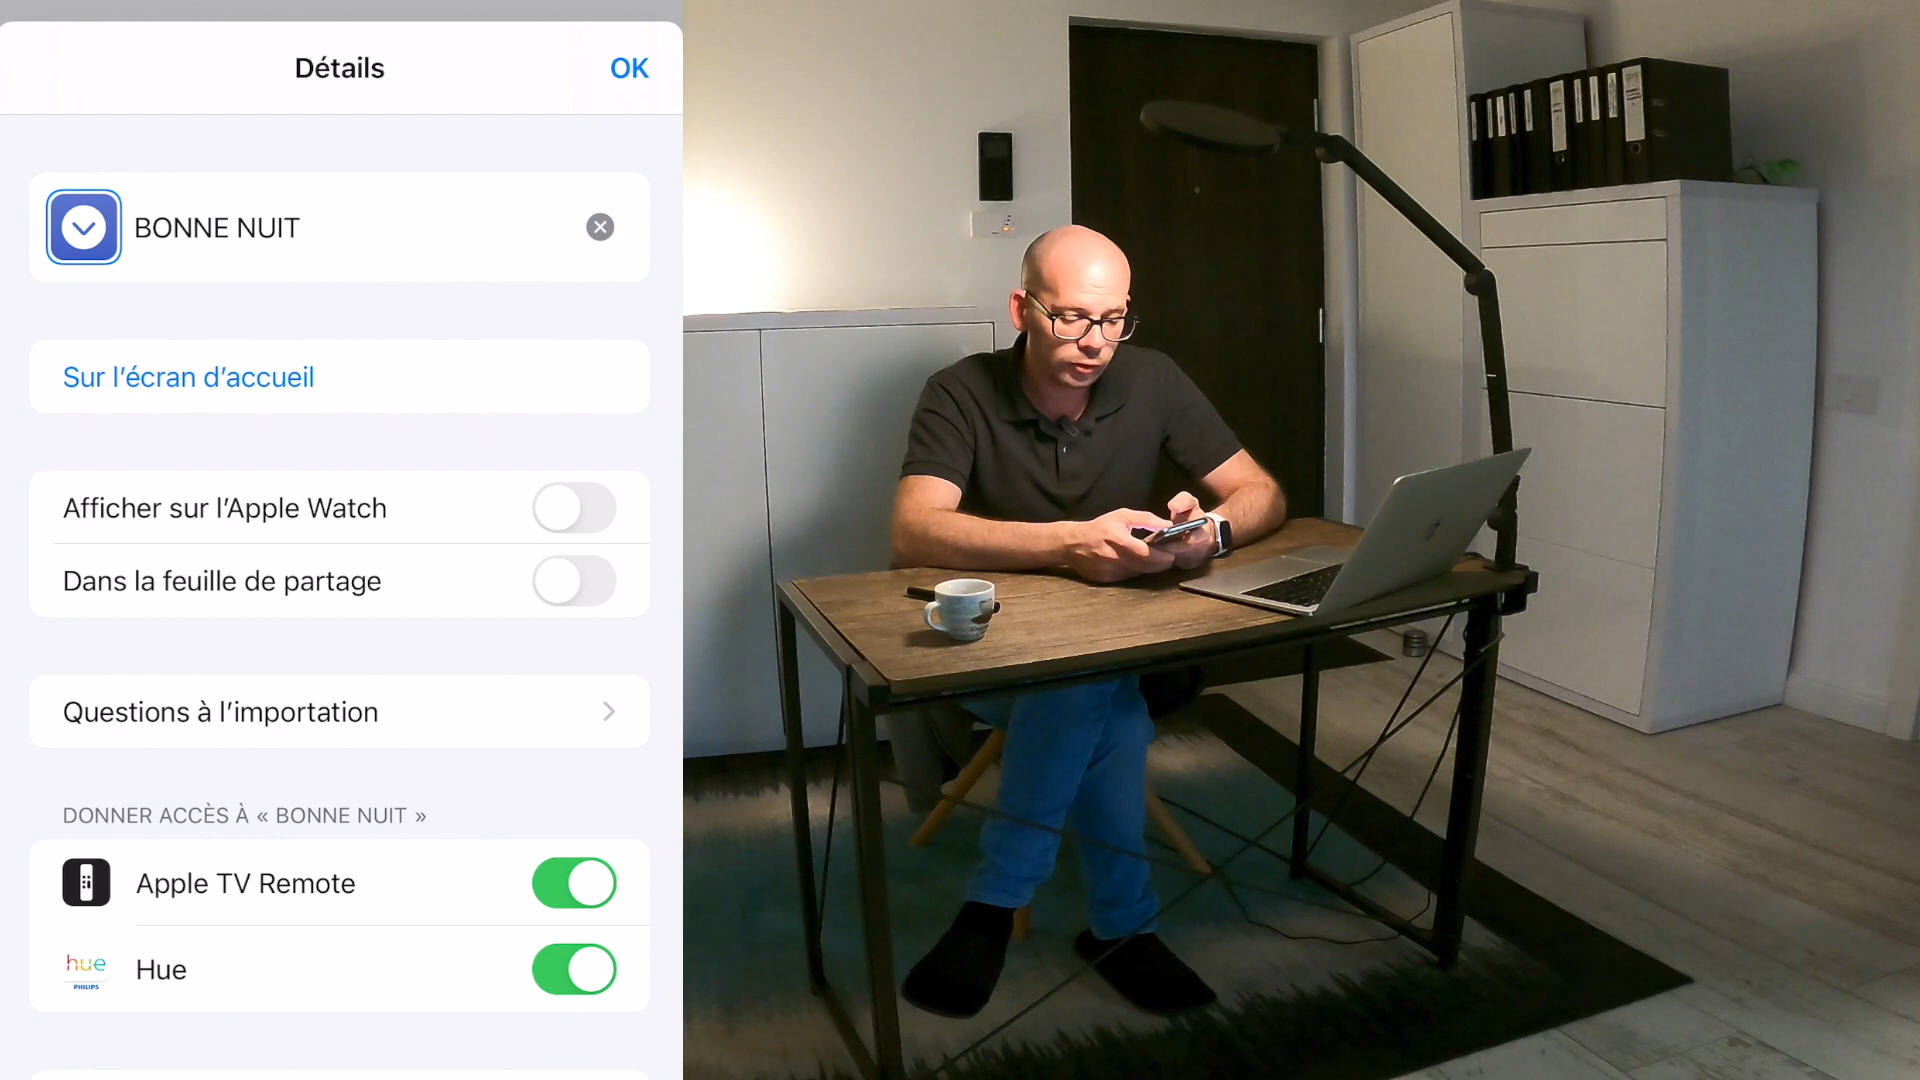 Détails
OK
BONNE NUIT
Sur l’écran d’accueil
Afficher sur l’Apple Watch
Dans la feuille de partage
Questions à l’importation
DONNER ACCÈS À « BONNE NUIT »
Apple TV Remote
hue
PHILIPS
Hue